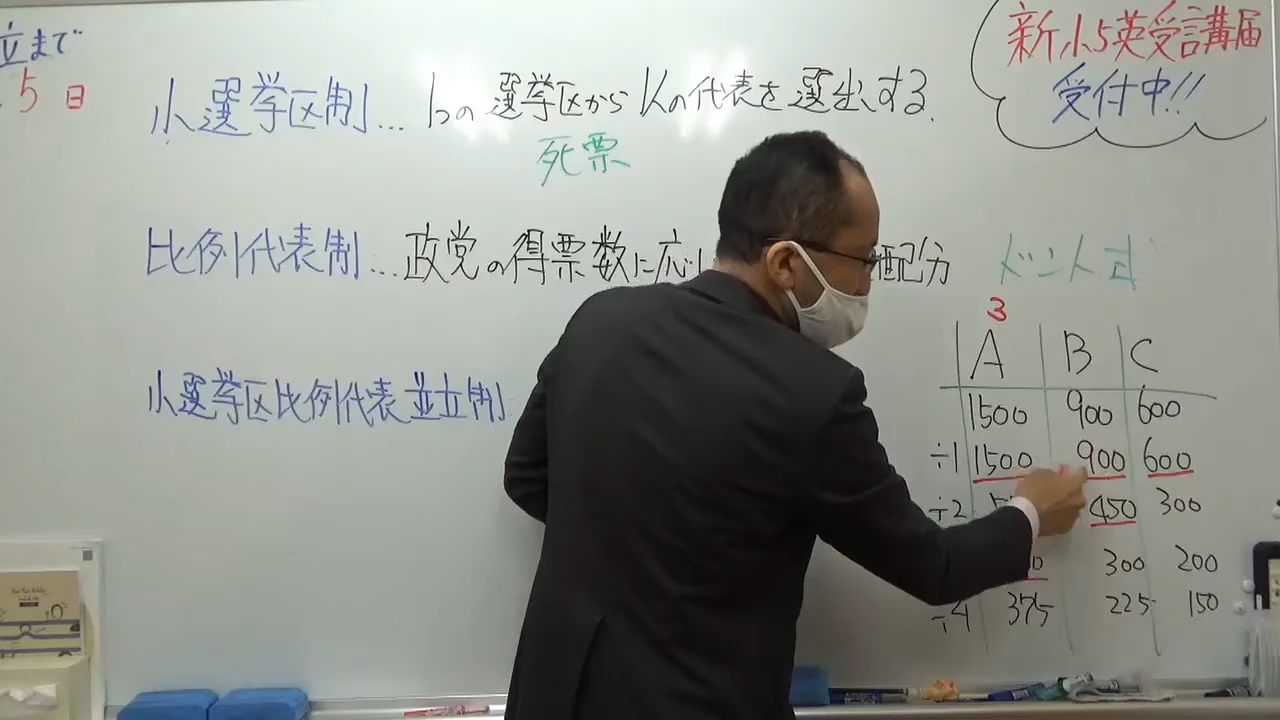 立まで
5日
新小5英受講届
受付中!!
小選挙区制… 1つの選挙区から1人の代表を選出する.
死票
比例代表制…政党の得票数に応じ 配分
ドント式
小選挙区比例代表並立制
3
A B C
1500 900 600
÷1 1500 900 600
÷2 450 300
300 200
÷4 375 225 150